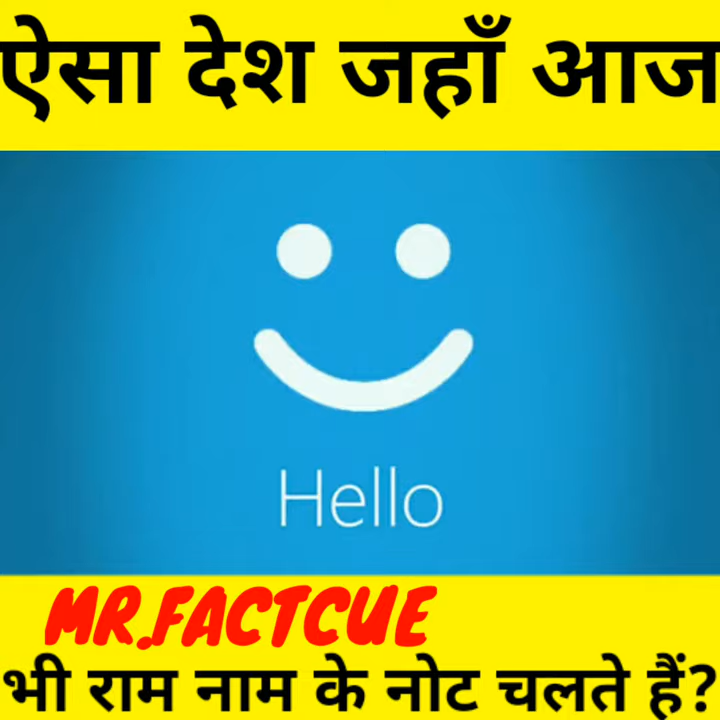 ऐसा देश जहाँ आज
Hello
MR.FACTCUE
भी राम नाम के नोट चलते हैं?